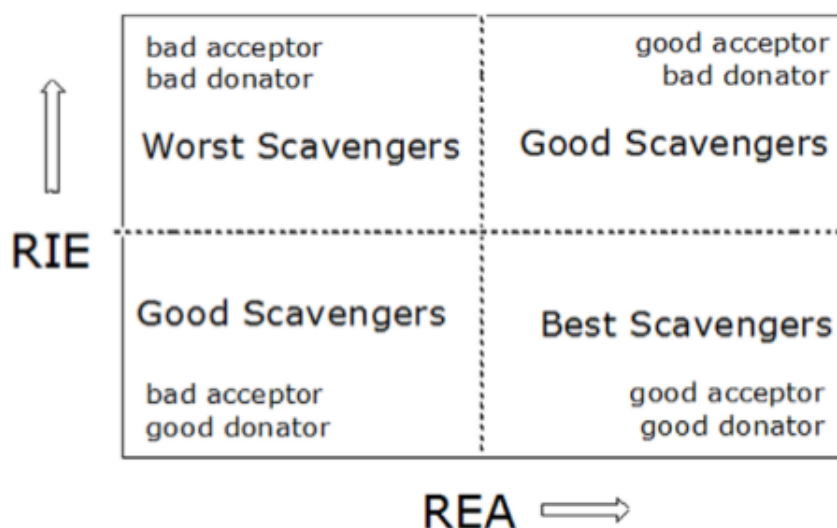 bad acceptor
bad donator
Worst Scavengers
good acceptor
bad donator
Good Scavengers
RIE
Good Scavengers
bad acceptor
good donator
Best Scavengers
good acceptor
good donator
REA